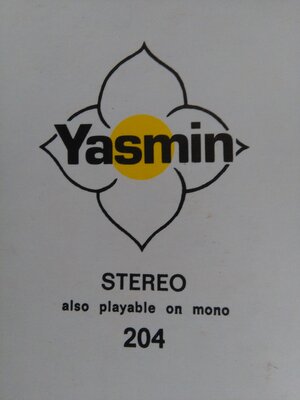 Yasmin
STEREO
also playable on mono
204